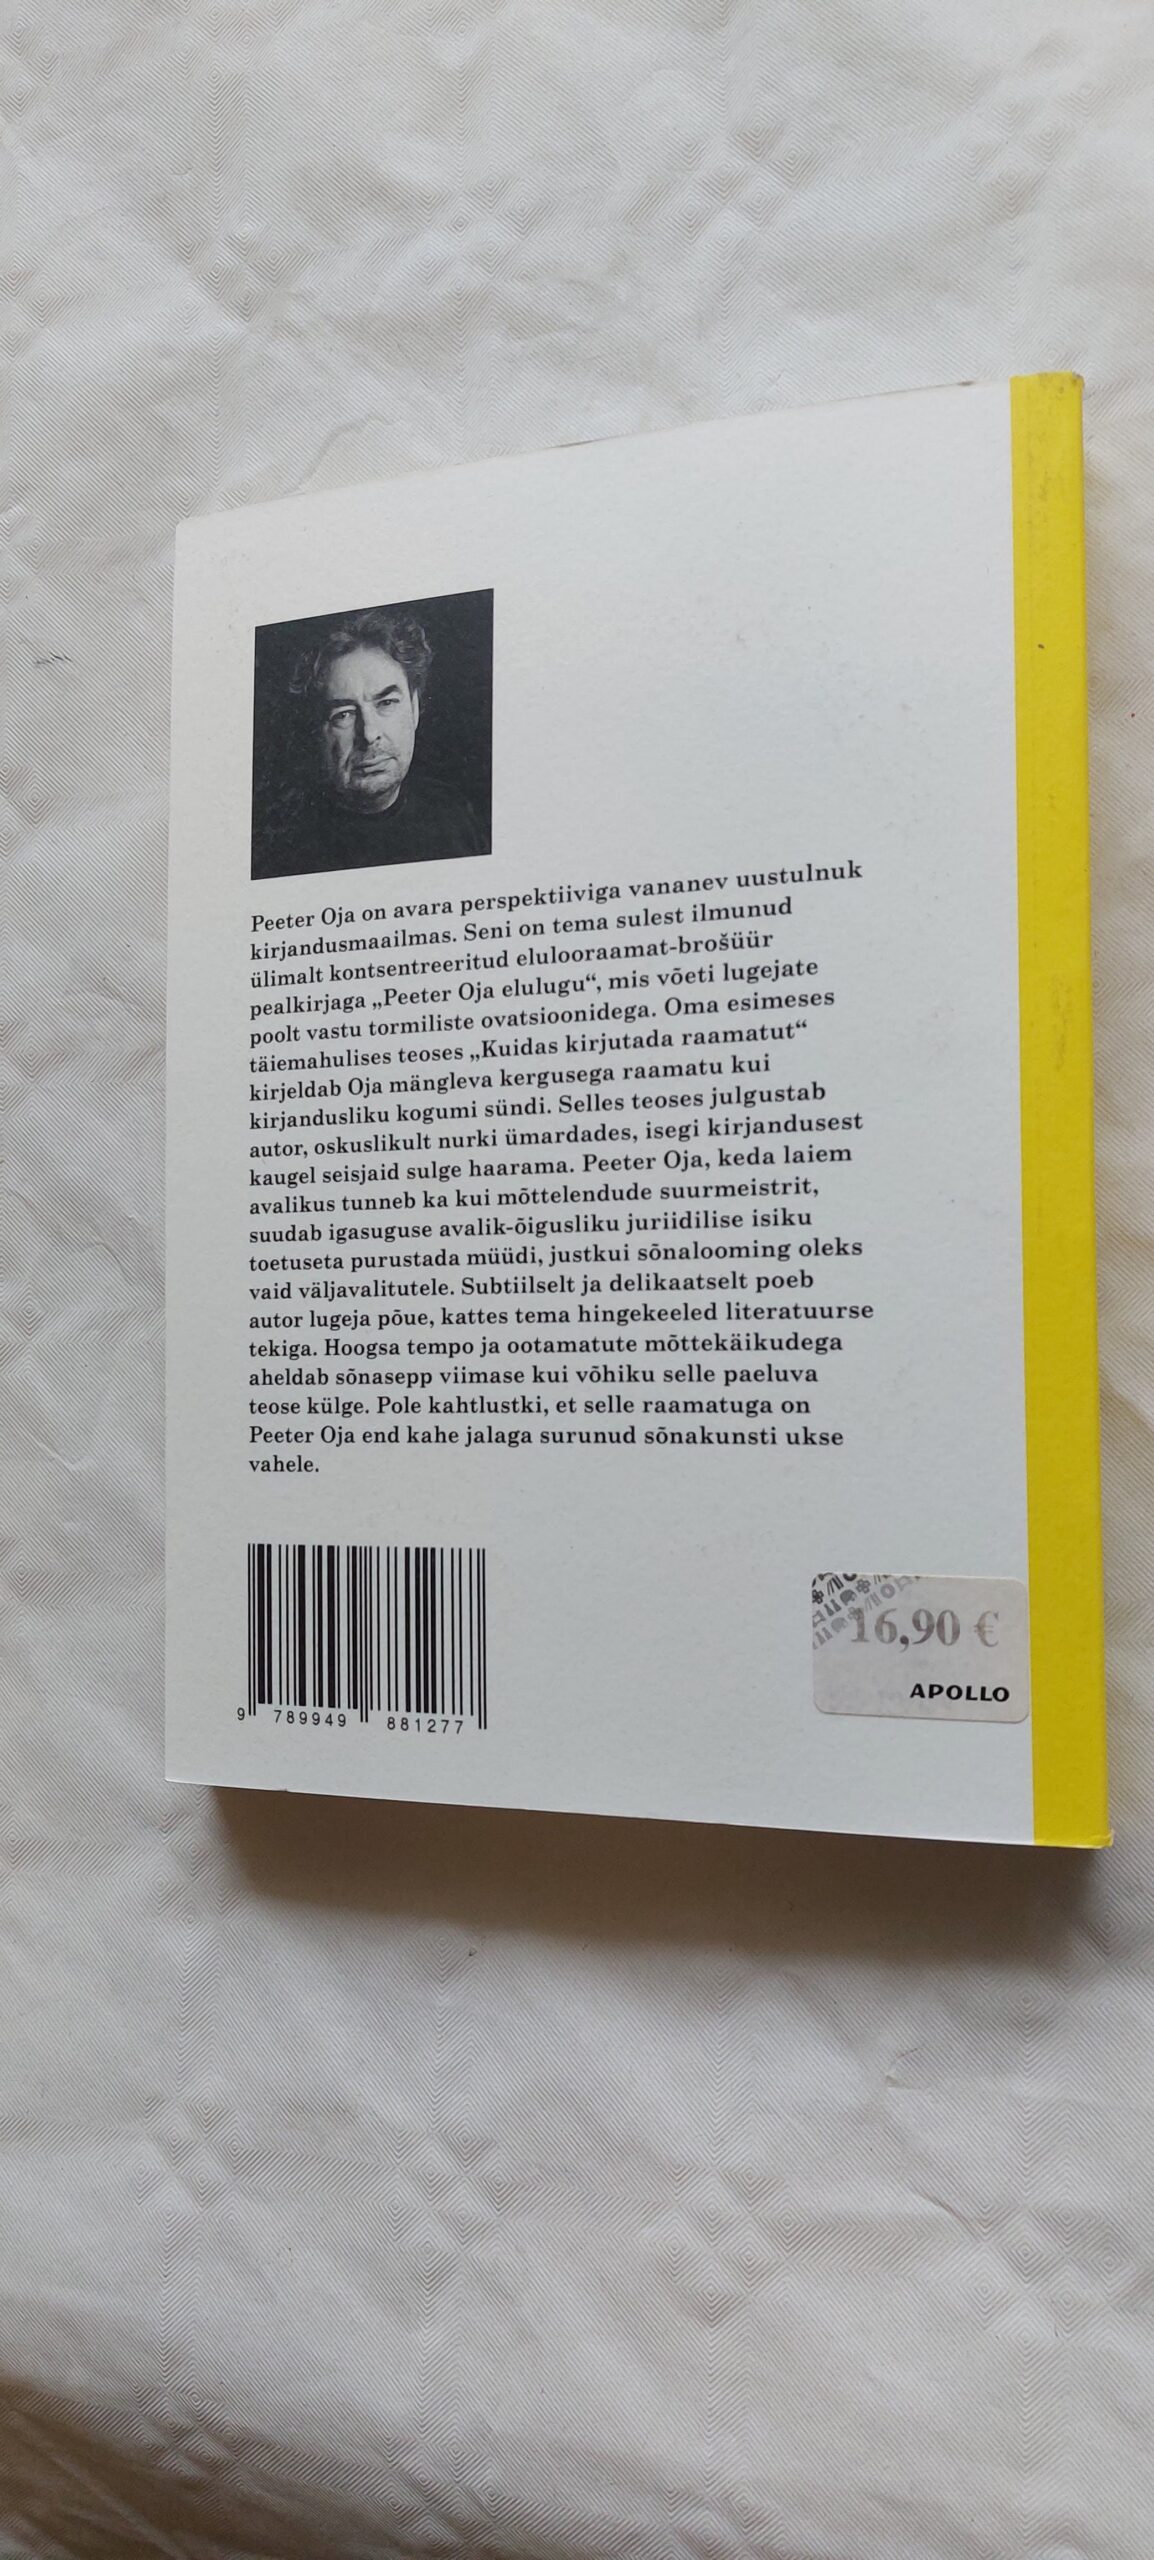 Peeter Oja on avara perspektiiviga vananev uustulnuk
kirjandusmaailmas. Seni on tema sulest ilmunud
ülimalt kontsentreeritud elulooraamat-brošüür
pealkirjaga „Peeter Oja elulugu“, mis võeti lugejate
poolt vastu tormiliste ovatsioonidega. Oma esimeses
täiemahulises teoses „Kuidas kirjutada raamatut“
kirjeldab Oja mängleva kergusega raamatu kui
kirjandusliku kogumi sündi. Selles teoses julgustab
autor, oskuslikult nurki ümardades, isegi kirjandusest
kaugel seisjaid sulge haarama. Peeter Oja, keda laiem
avalikus tunneb ka kui mõttelendude suurmeistrit,
suudab igasuguse avalik-õigusliku juriidilise isiku
toetuseta purustada müüdi, justkui sõnalooming oleks
vaid väljavalitutele. Subtiilselt ja delikaatselt poeb
autor lugeja põue, kattes tema hingekeeled literatuurse
tekiga. Hoogsa tempo ja ootamatute mõttekäikudega
aheldab sõnasepp viimase kui võhiku selle paeluva
teose külge. Pole kahtlustki, et selle raamatuga on
Peeter Oja end kahe jalaga surunud sõnakunsti ukse
vahele.
9 789949 881277
16,90 €
APOLLO